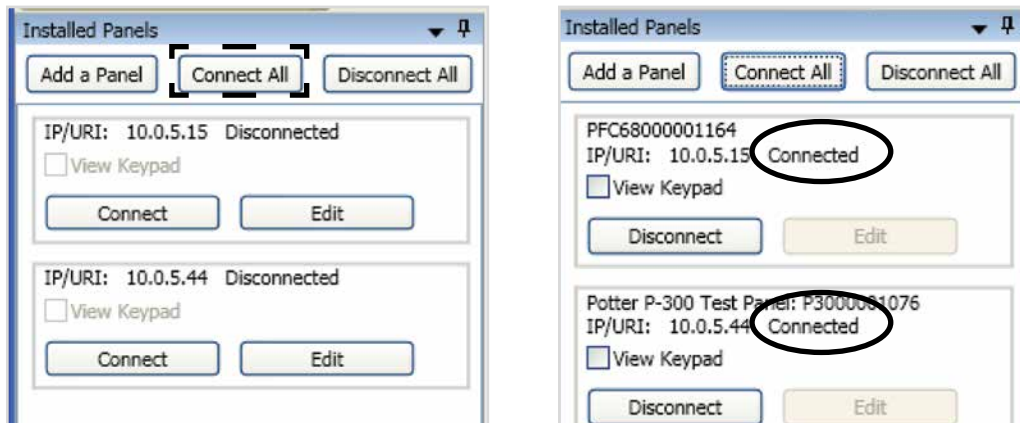 Installed Panels
Add a Panel Connect All Disconnect All
IP/URI: 10.0.5.15 Disconnected
View Keypad
Connect Edit
IP/URI: 10.0.5.44 Disconnected
View Keypad
Connect Edit
Installed Panels
Add a Panel Connect All Disconnect All
PFC68000001164
IP/URI: 10.0.5.15 Connected
View Keypad
Disconnect Edit
Potter P-300 Test Panel: P3000001076
IP/URI: 10.0.5.44 Connected
View Keypad
Disconnect Edit